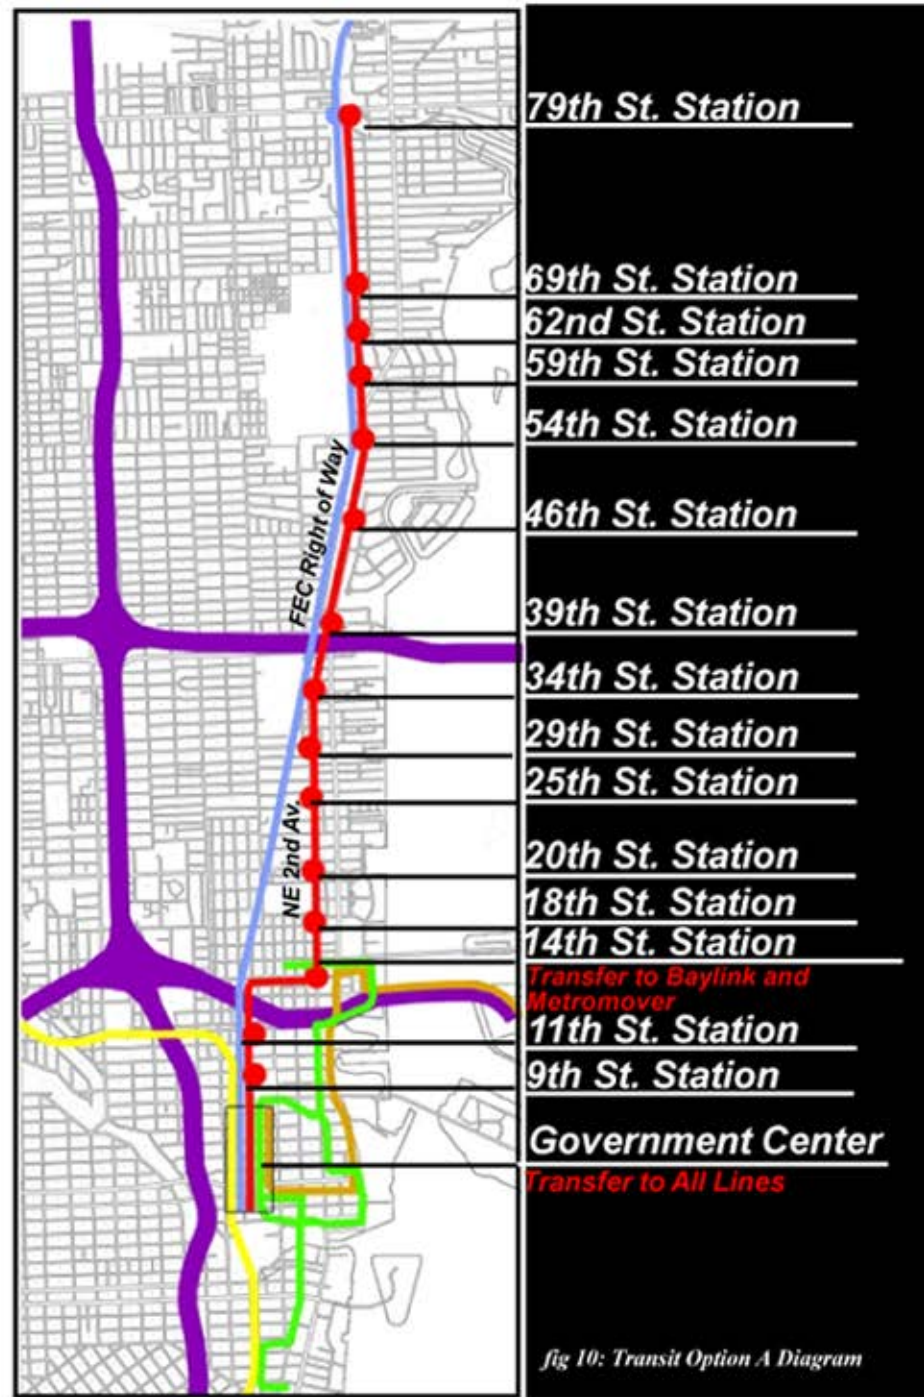 79th St. Station
69th St. Station
62nd St. Station
59th St. Station
54th St. Station
46th St. Station
39th St. Station
34th St. Station
29th St. Station
25th St. Station
20th St. Station
18th St. Station
14th St. Station
Transfer to Baylink and
Metromover
11th St. Station
9th St. Station
Government Center
Transfer to All Lines
FEC Right of Way
NE 2nd Av.
fig 10: Transit Option A Diagram